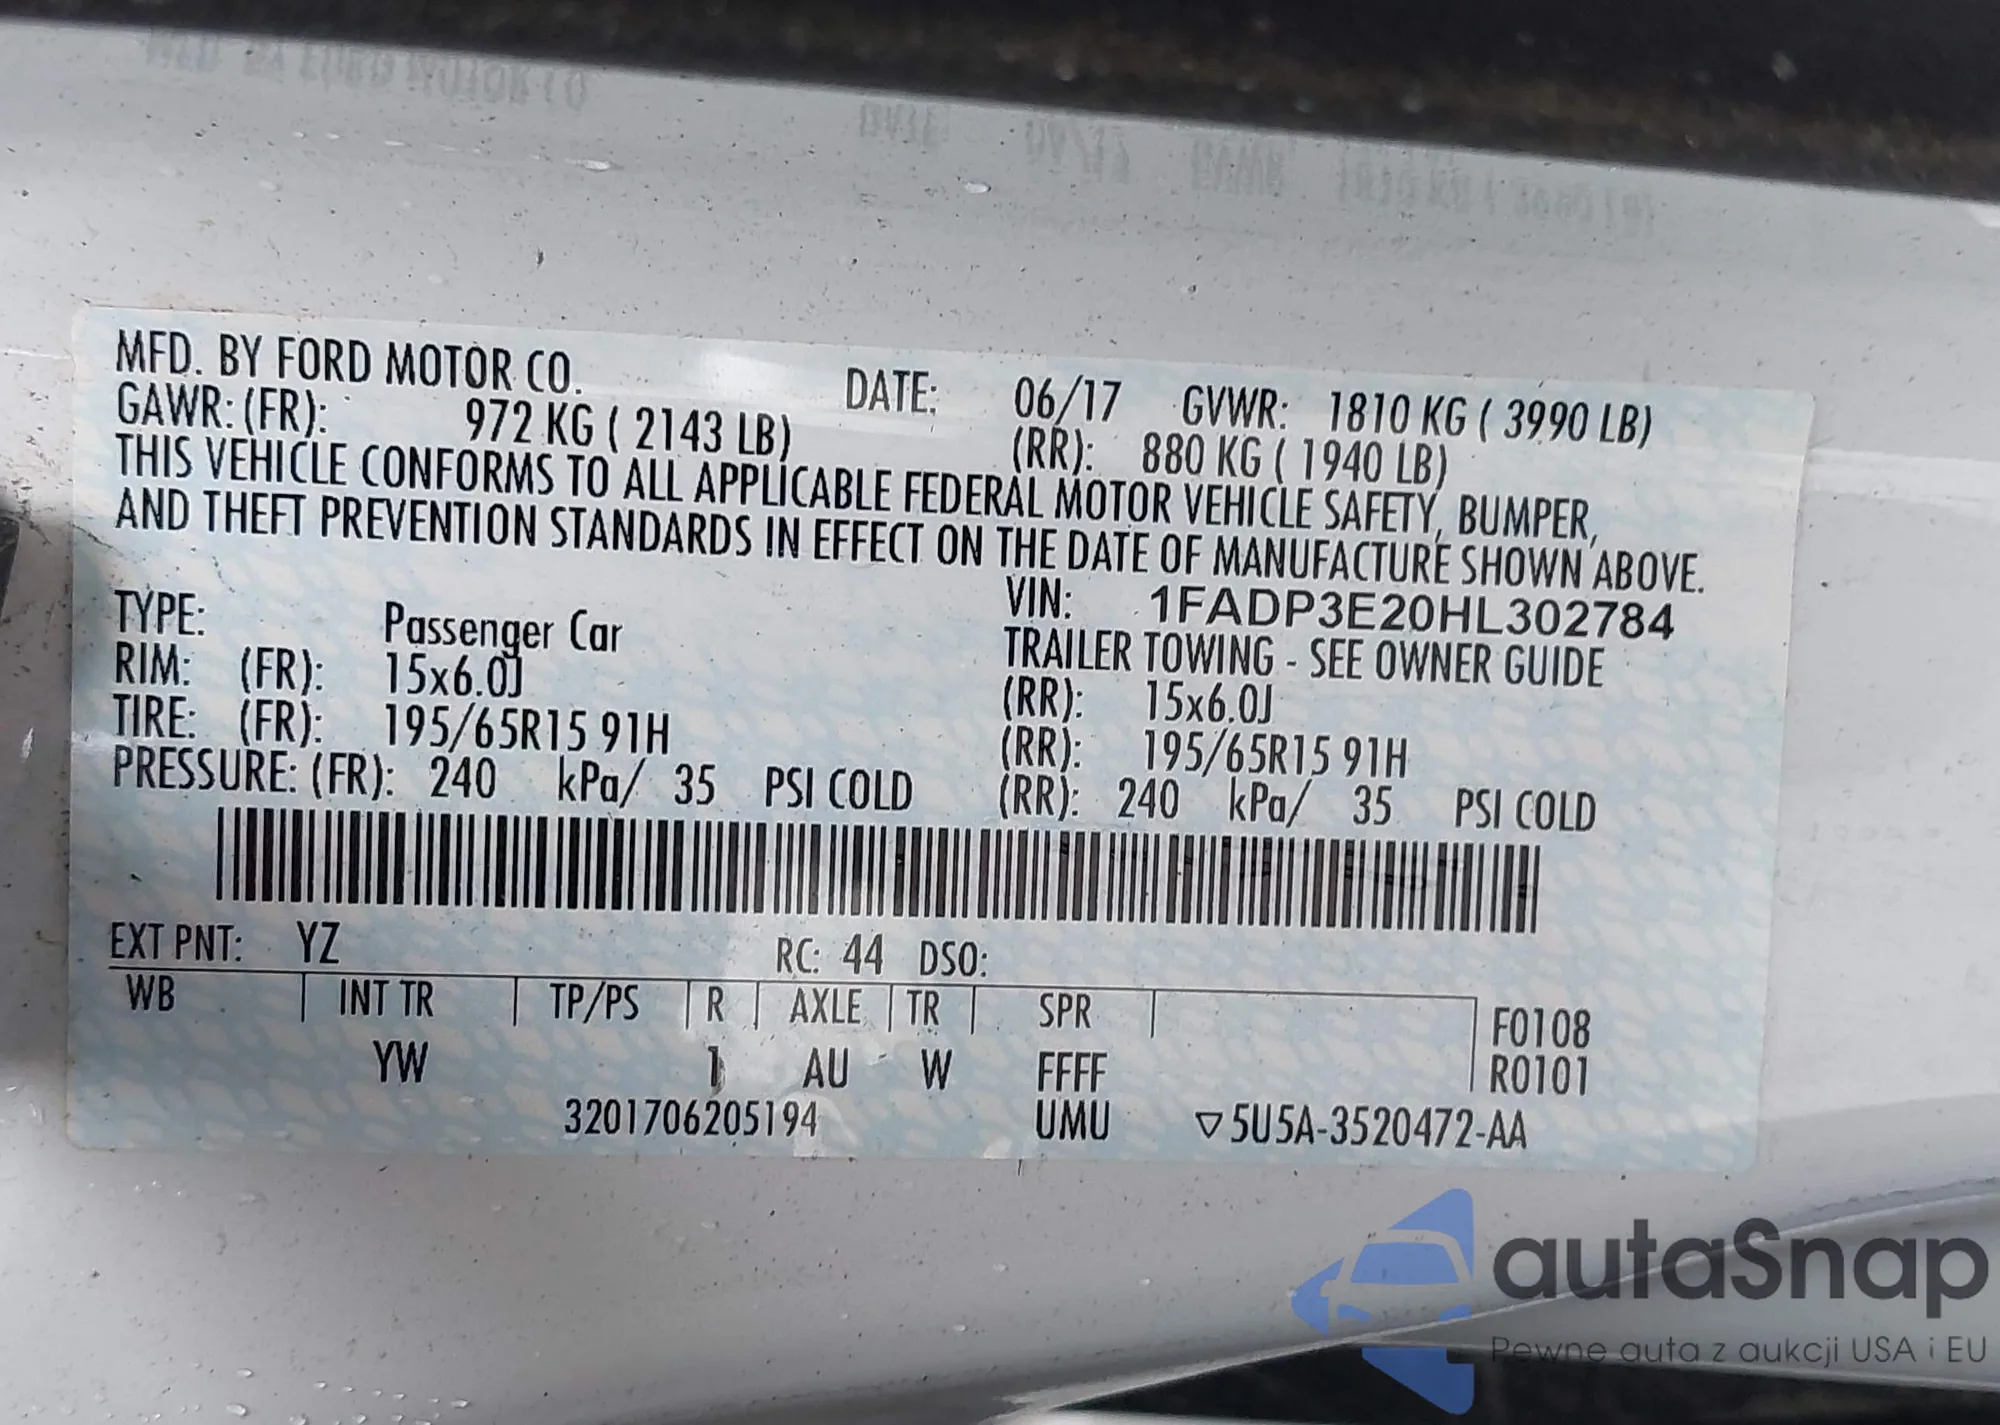 MFD. BY FORD MOTOR CO. DATE: 06/17 GVWR: 1810 KG ( 3990 LB)
GAWR: (FR): 972 KG ( 2143 LB) (RR): 880 KG ( 1940 LB)
THIS VEHICLE CONFORMS TO ALL APPLICABLE FEDERAL MOTOR VEHICLE SAFETY, BUMPER,
AND THEFT PREVENTION STANDARDS IN EFFECT ON THE DATE OF MANUFACTURE SHOWN ABOVE.
VIN: 1FADP3E20HL302784
TYPE: Passenger Car TRAILER TOWING - SEE OWNER GUIDE
RIM: (FR): 15x6.0J (RR): 15x6.0J
TIRE: (FR): 195/65R15 91H (RR): 195/65R15 91H
PRESSURE: (FR): 240 kPa/ 35 PSI COLD (RR): 240 kPa/ 35 PSI COLD
EXT PNT: YZ RC: 44 DSO:
WB INT TR TP/PS R AXLE TR SPR F0108
YW 1 AU W FFFF R0101
3201706205194 UMU ▽5U5A-3520472-AA
autaSnap
Pewne auta z aukcji USA i EU